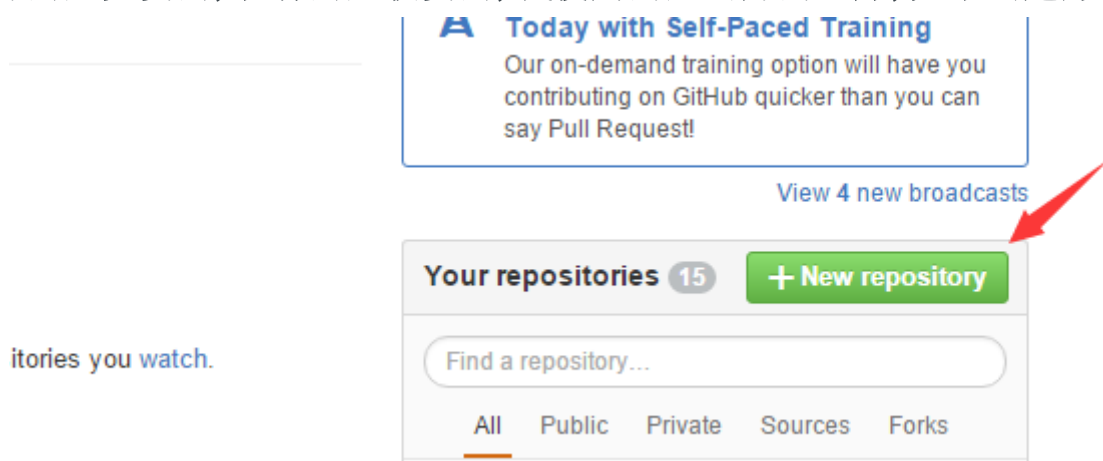 Today with Self-Paced Training
Our on-demand training option will have you
contributing on GitHub quicker than you can
say Pull Request!
View 4 new broadcasts
Your repositories 15
+ New repository
itories you watch.
Find a repository...
All Public Private Sources Forks